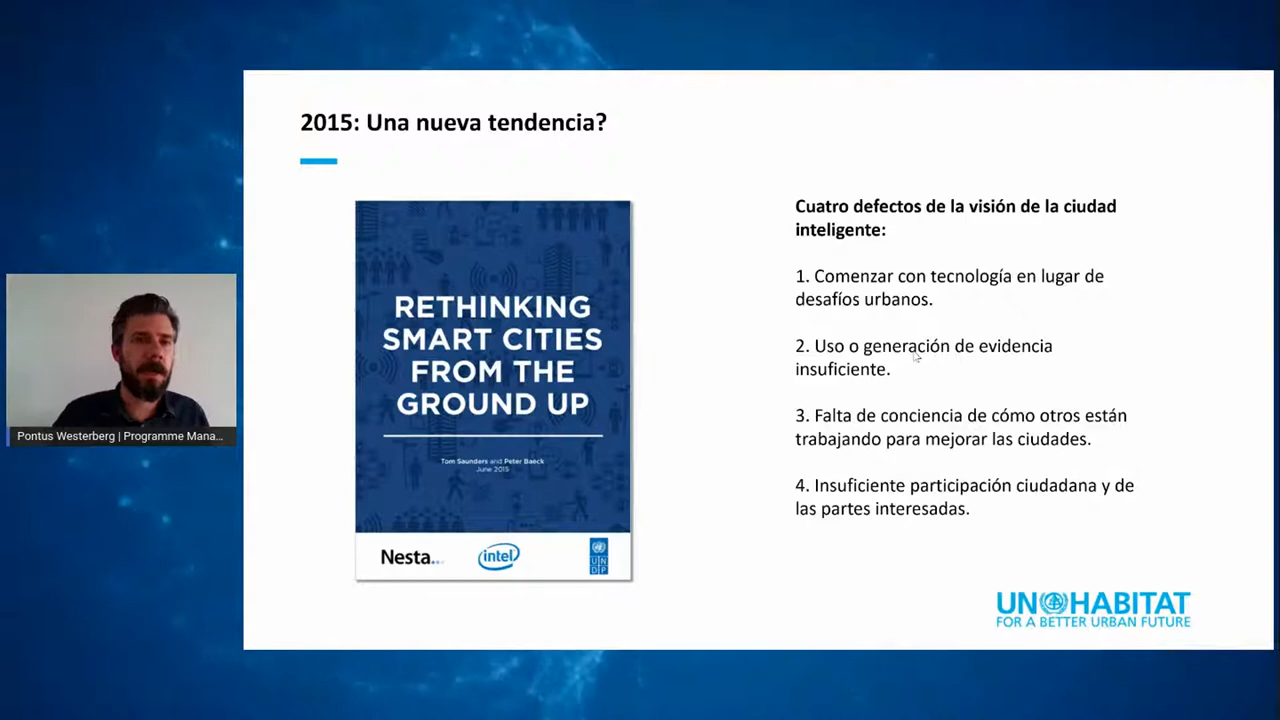 2015: Una nueva tendencia?
RETHINKING
SMART CITIES
FROM THE
GROUND UP
Tom Saunders and Peter Baeck
June 2015
Nesta...
intel
UN
DP
Cuatro defectos de la visión de la ciudad
inteligente:
1. Comenzar con tecnología en lugar de
desafíos urbanos.
2. Uso o generación de evidencia
insuficiente.
3. Falta de conciencia de cómo otros están
trabajando para mejorar las ciudades.
4. Insuficiente participación ciudadana y de
las partes interesadas.
UN HABITAT
FOR A BETTER URBAN FUTURE
Pontus Westerberg | Programme Mana...